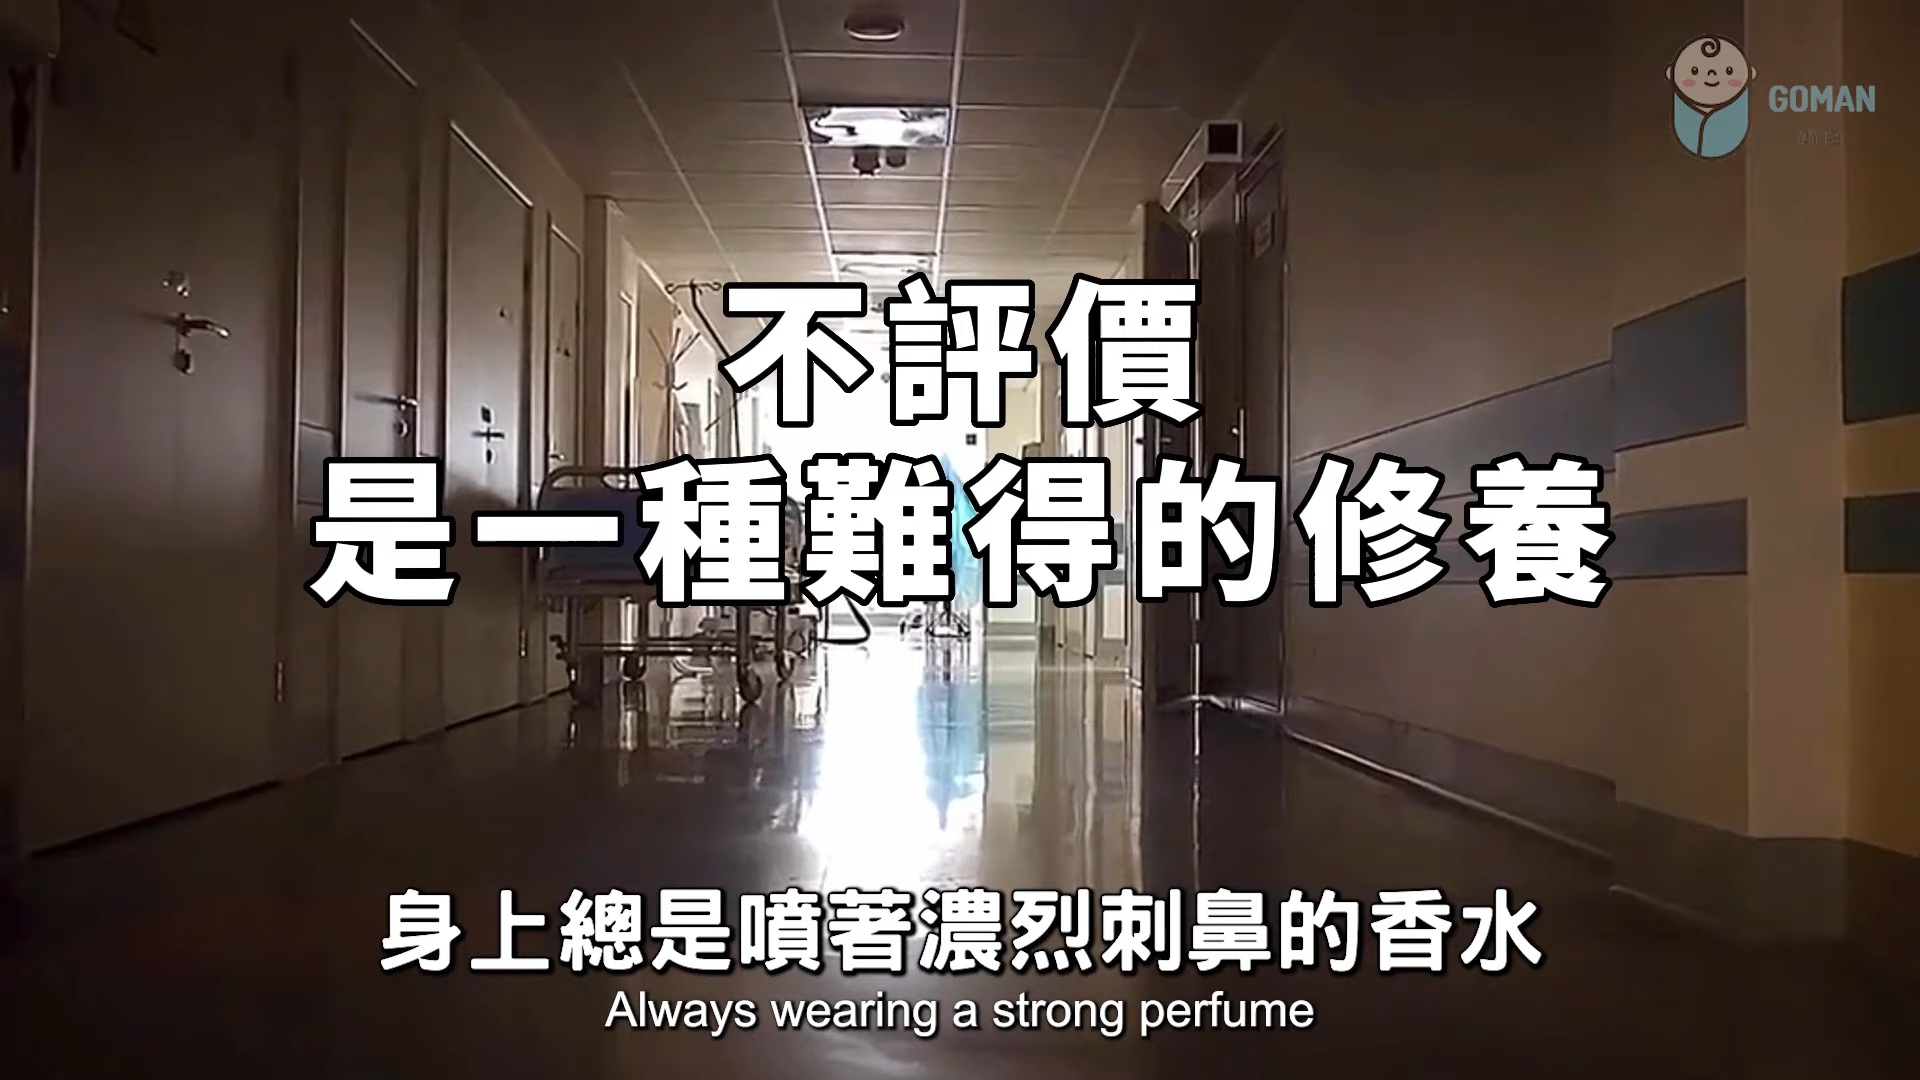 GOMAN
不評價
是一種難得的修養
身上總是噴著濃烈刺鼻的香水
Always wearing a strong perfume